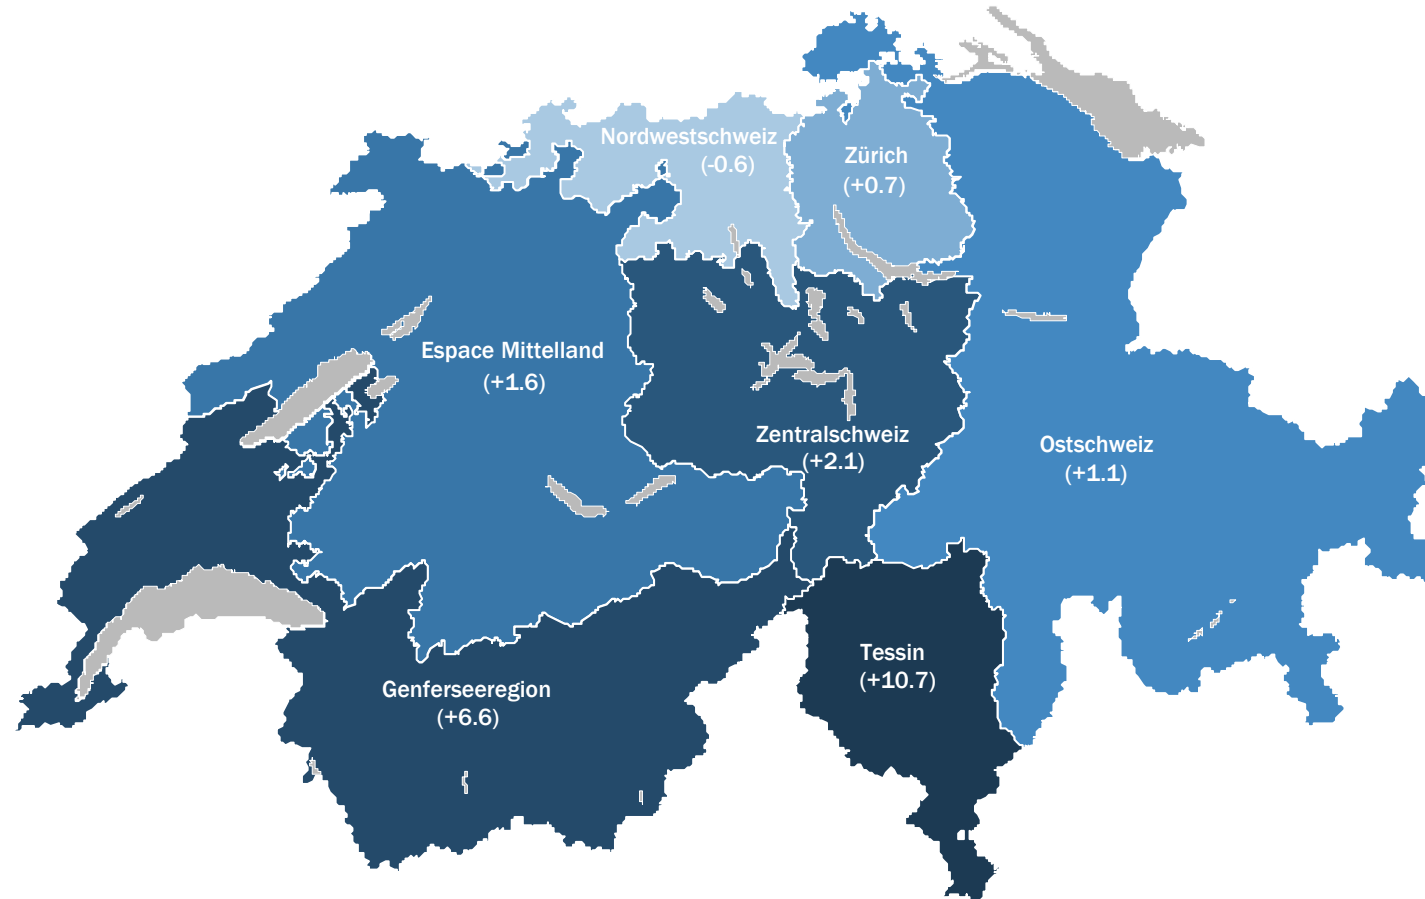 Nordwestschweiz
(-0.6)
Zürich
(+0.7)
Espace Mittelland
(+1.6)
Zentralschweiz
(+2.1)
Ostschweiz
(+1.1)
Tessin
(+10.7)
Genferseeregion
(+6.6)